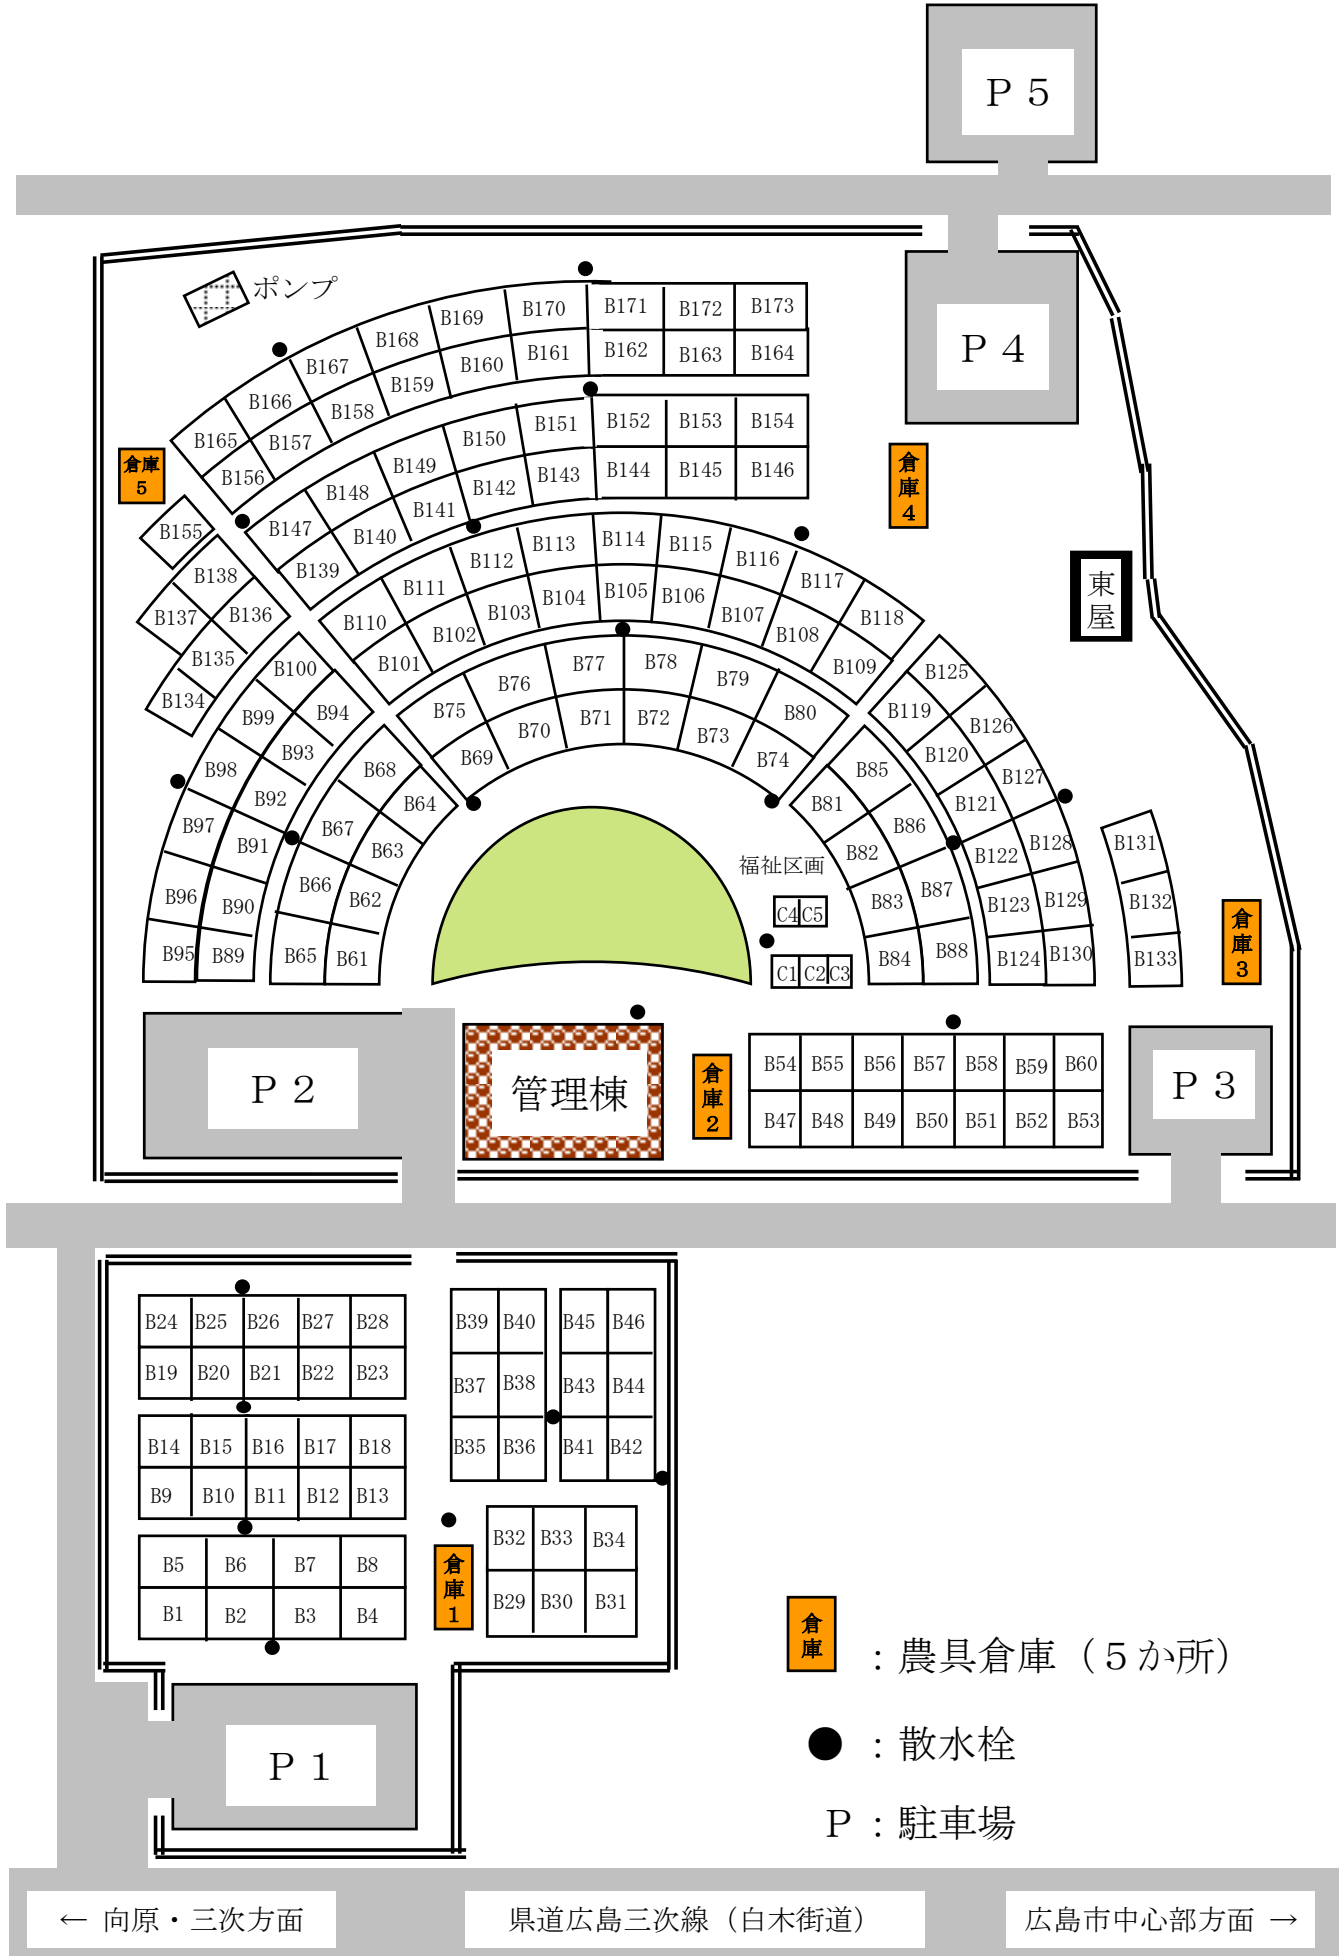 Ｐ５
ポンプ
Ｐ４
B171 B172 B173
B170
B169
B168
B167
B166
B165
B162 B163 B164
B161
B160
B159
B158
B157
B156
倉庫
５
B152 B153 B154
B151
B150
B149
B148
B147
B144 B145 B146
B143
B142
B141
B140
B139
倉
庫
４
東
屋
B155
B138
B137
B136
B135
B134
B110 B111 B112 B113 B114 B115 B116 B117 B118
B101 B102 B103 B104 B105 B106 B107 B108 B109
B100
B99
B98
B97
B96
B95
B94
B93
B92
B91
B90
B89
B75 B76 B77 B78 B79 B80
B69 B70 B71 B72 B73 B74
B68
B67
B66
B65
B64
B63
B62
B61
B125
B126
B127
B128
B129
B130
B119
B120
B121
B122
B123
B124
B85
B86
B87
B88
B81
B82
B83
B84
B131
B132
B133
倉
庫
３
福祉区画
C4 C5
C1 C2 C3
Ｐ２
管理棟
倉
庫
２
B54 B55 B56 B57 B58 B59 B60
B47 B48 B49 B50 B51 B52 B53
Ｐ３
B24 B25 B26 B27 B28
B19 B20 B21 B22 B23
B14 B15 B16 B17 B18
B9 B10 B11 B12 B13
B5 B6 B7 B8
B1 B2 B3 B4
B39 B40 B45 B46
B37 B38 B43 B44
B35 B36 B41 B42
倉
庫
１
B32 B33 B34
B29 B30 B31
Ｐ１
倉
庫
：農具倉庫（５か所）
：散水栓
Ｐ：駐車場
← 向原・三次方面
県道広島三次線（白木街道）
広島市中心部方面 →